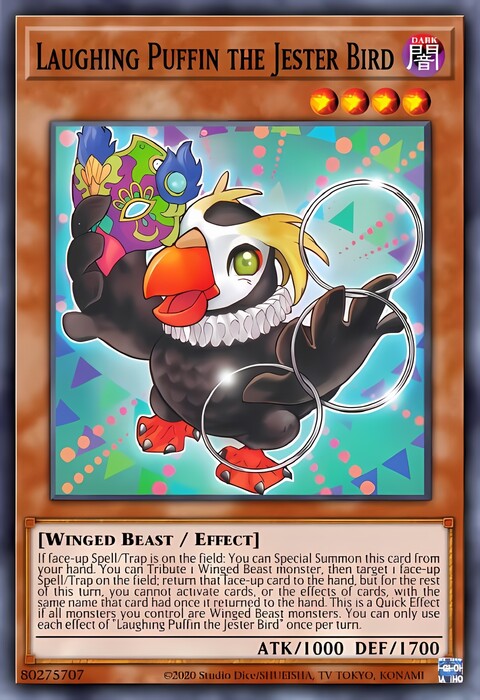 LAUGHING PUFFIN THE JESTER BIRD
DARK
闇
[WINGED BEAST / EFFECT]
If face-up Spell/Trap is on the field: You can Special Summon this card from
your hand. You can Tribute 1 Winged Beast monster, then target 1 face-up
Spell/Trap on the field; return that face-up card to the hand, but for the rest
of this turn, you cannot activate cards, or the effects of cards, with the
same name that card had once it returned to the hand. This is a Quick Effect
if all monsters you control are Winged Beast monsters. You can only use
each effect of "Laughing Puffin the Jester Bird" once per turn.
ATK/1000 DEF/1700
80275707
©2020 Studio Dice/SHUEISHA, TV TOKYO, KONAMI